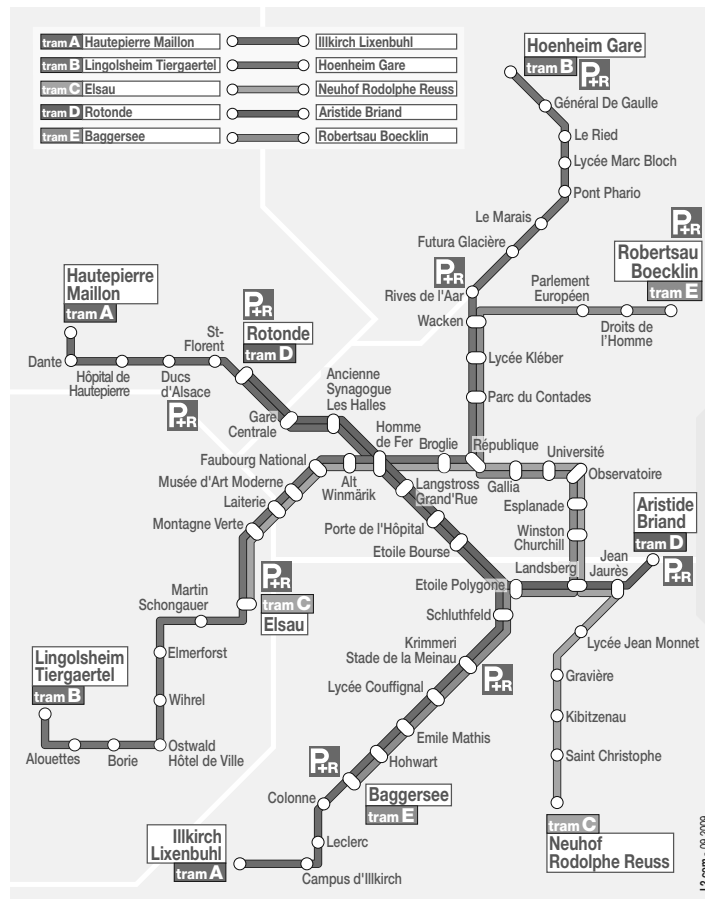 tram A Hautepierre Maillon Illkirch Lixenbuhl
tram B Lingolsheim Tiergaertel Hoenheim Gare
tram C Elsau Neuhof Rodolphe Reuss
tram D Rotonde Aristide Briand
tram E Baggersee Robertsau Boecklin
Hoenheim Gare
tram B
P+R
Général De Gaulle
Le Ried
Lycée Marc Bloch
Pont Phario
Le Marais
Futura Glacière
P+R
Rives de l'Aar
P+R
Robertsau
Boecklin
tram E
Parlement
Européen
Droits de
l'Homme
Wacken
Lycée Kléber
Parc du Contades
Hautepierre
Maillon
tram A
Dante
Hôpital de
Hautepierre
Ducs
d'Alsace
P+R
St-
Florent
P+R
Rotonde
tram D
Gare
Centrale
Ancienne
Synagogue
Les Halles
Homme
de Fer
Broglie
République
Université
Observatoire
Gallia
Esplanade
Winston
Churchill
Landsberg
Jean
Jaurès
Aristide
Briand
tram D
P+R
Faubourg National
Musée d'Art Moderne
Laiterie
Montagne Verte
Alt
Winmärik
Langstross
Grand'Rue
Porte de l'Hôpital
Etoile Bourse
Etoile Polygone
Schluthfeld
Krimmeri
Stade de la Meinau
P+R
Lycée Couffignal
Emile Mathis
Hohwart
P+R
Baggersee
tram E
Colonne
Leclerc
Campus d'Illkirch
Illkirch
Lixenbuhl
tram A
P+R
tram C
Elsau
Martin
Schongauer
Elmerforst
Wihrel
Ostwald
Hôtel de Ville
Borie
Alouettes
Lingolsheim
Tiergaertel
tram B
Lycée Jean Monnet
Gravière
Kibitzenau
Saint Christophe
tram C
Neuhof
Rodolphe Reuss
09.2009